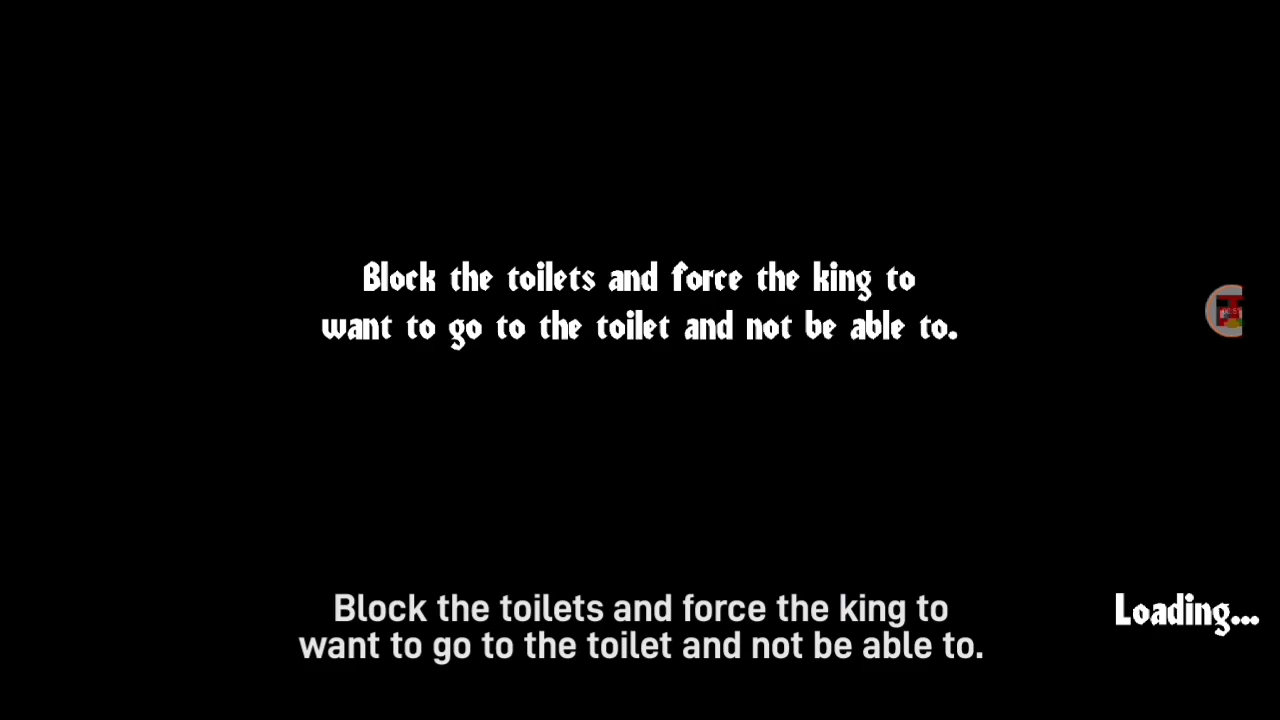 Block the toilets and force the king to
want to go to the toilet and not be able to.
Block the toilets and force the king to
want to go to the toilet and not be able to.
Loading...